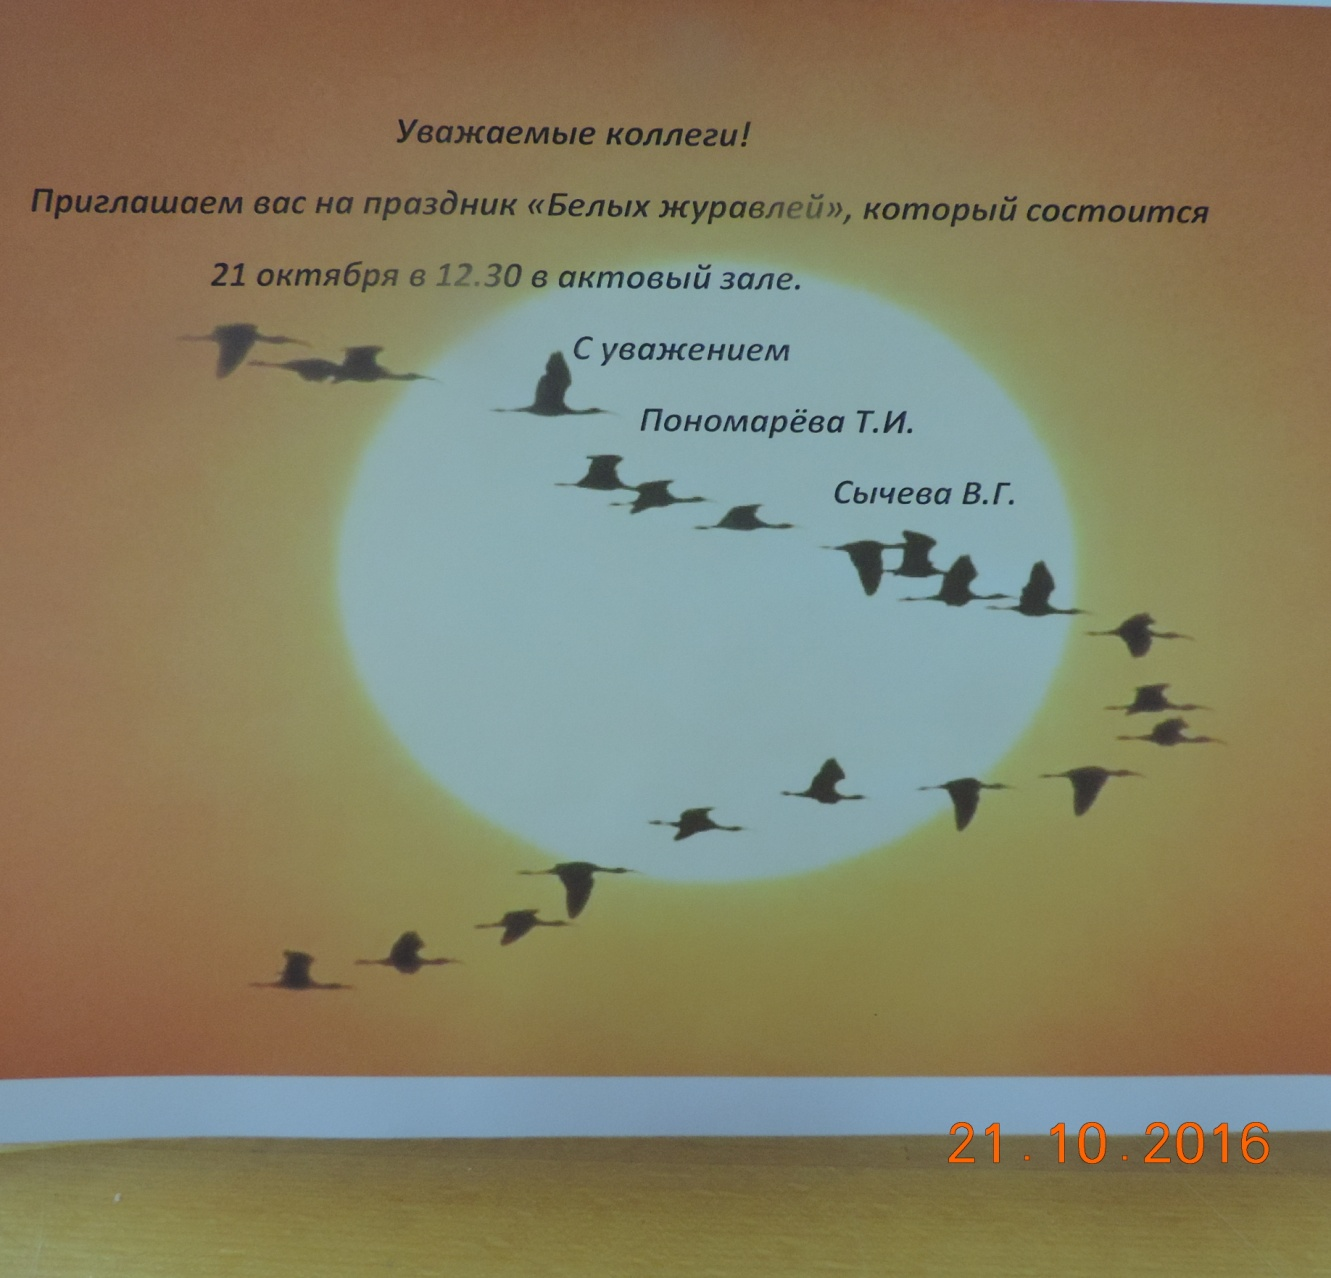 Уважаемые коллеги!
Приглашаем вас на праздник «Белых журавлей», который состоится
21 октября в 12.30 в актовый зале.
С уважением
Пономарёва Т.И.
Сычева В.Г.
21.10.2016